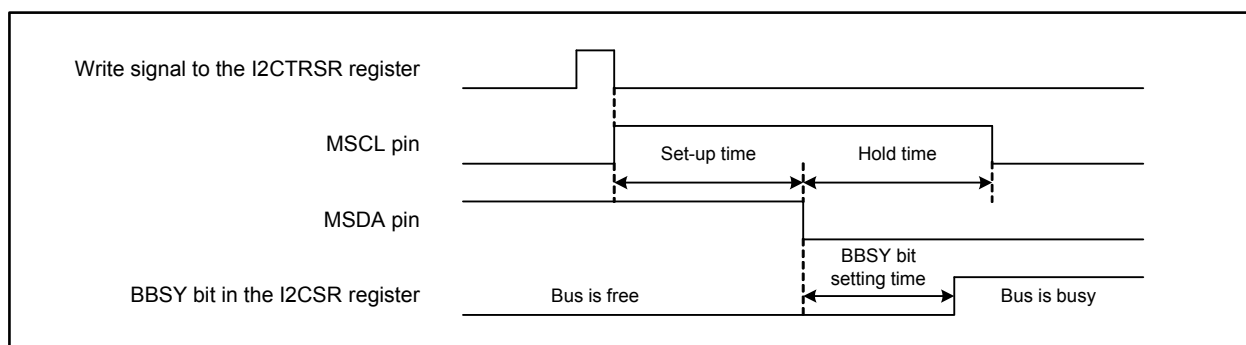 Write signal to the I2CTRSR register
MSCL pin
Set-up time
Hold time
MSDA pin
BBSY bit
setting time
BBSY bit in the I2CSR register
Bus is free
Bus is busy